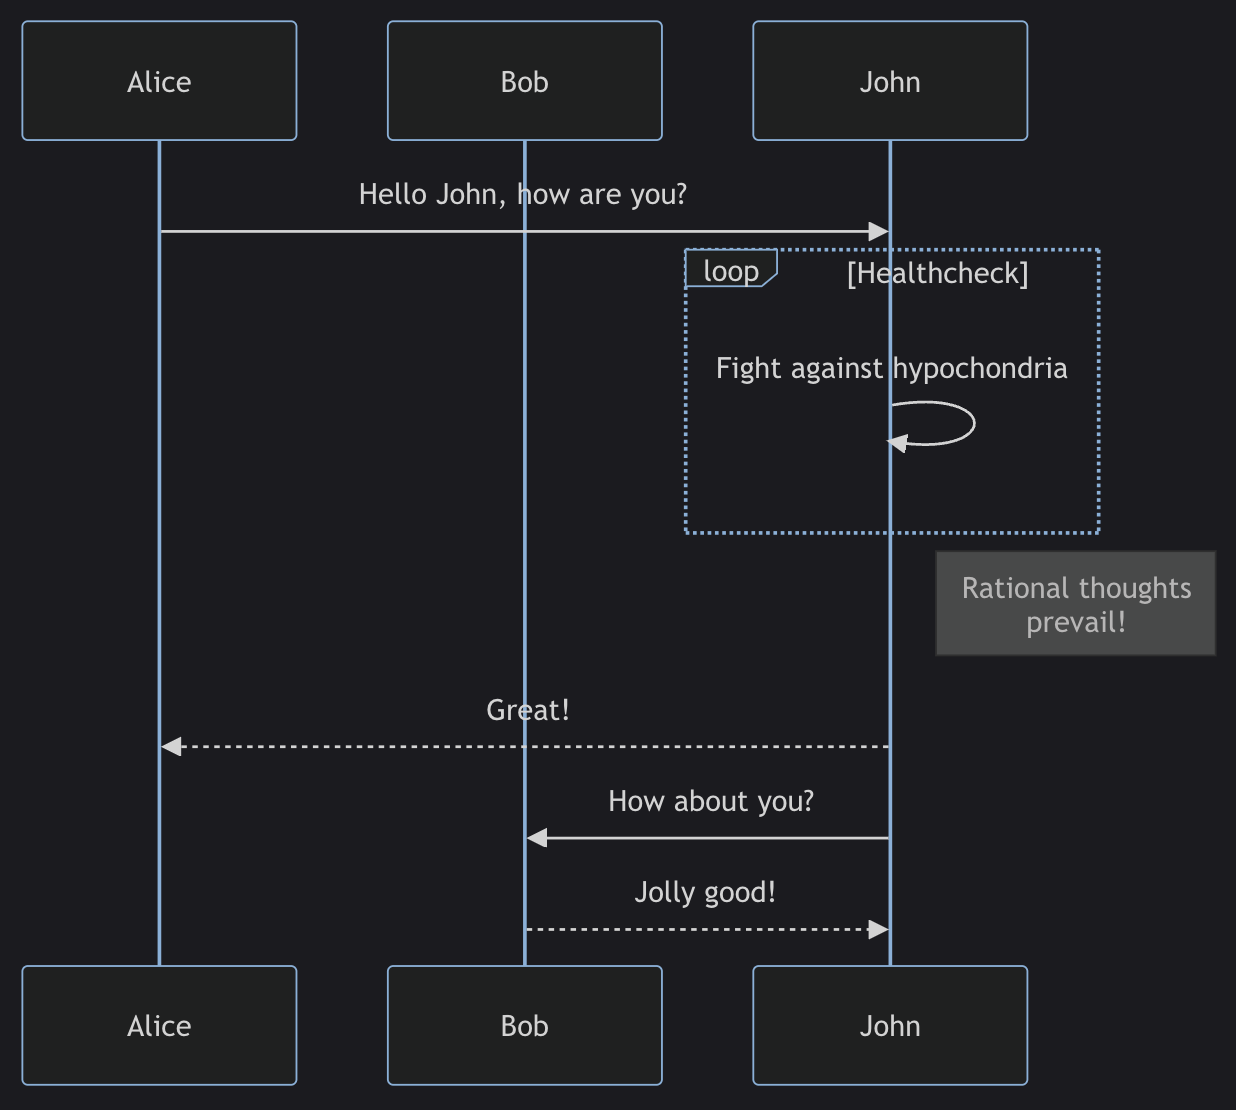 Alice
Bob
John
Hello John, how are you?
loop
[Healthcheck]
Fight against hypochondria
Rational thoughts
prevail!
Great!
How about you?
Jolly good!
Alice
Bob
John